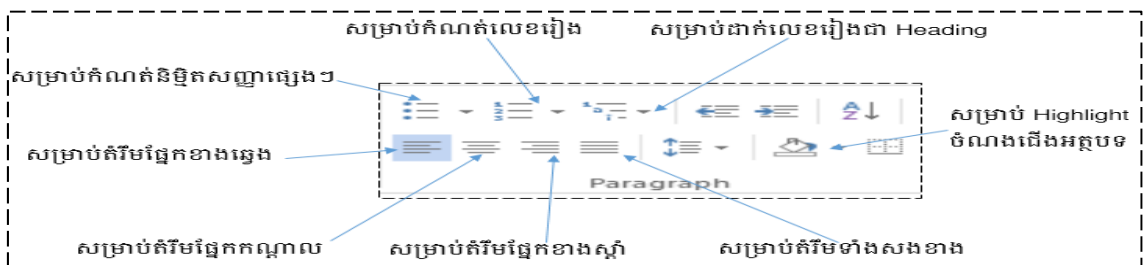 សម្រាប់កំណត់លេខរៀង
សម្រាប់ដាក់លេខរៀងជា Heading
សម្រាប់កំណត់និមិ្មតសញ្ញាផ្សេងៗ
សម្រាប់ Highlight
ចំណងជើងអត្ថបទ
សម្រាប់តំរឹមផ្នែកខាងឆ្វេង
Paragraph
សម្រាប់តំរឹមផ្នែកកណ្តាល
សម្រាប់តំរឹមផ្នែកខាងស្តាំ
សម្រាប់តំរឹមទាំងសងខាង